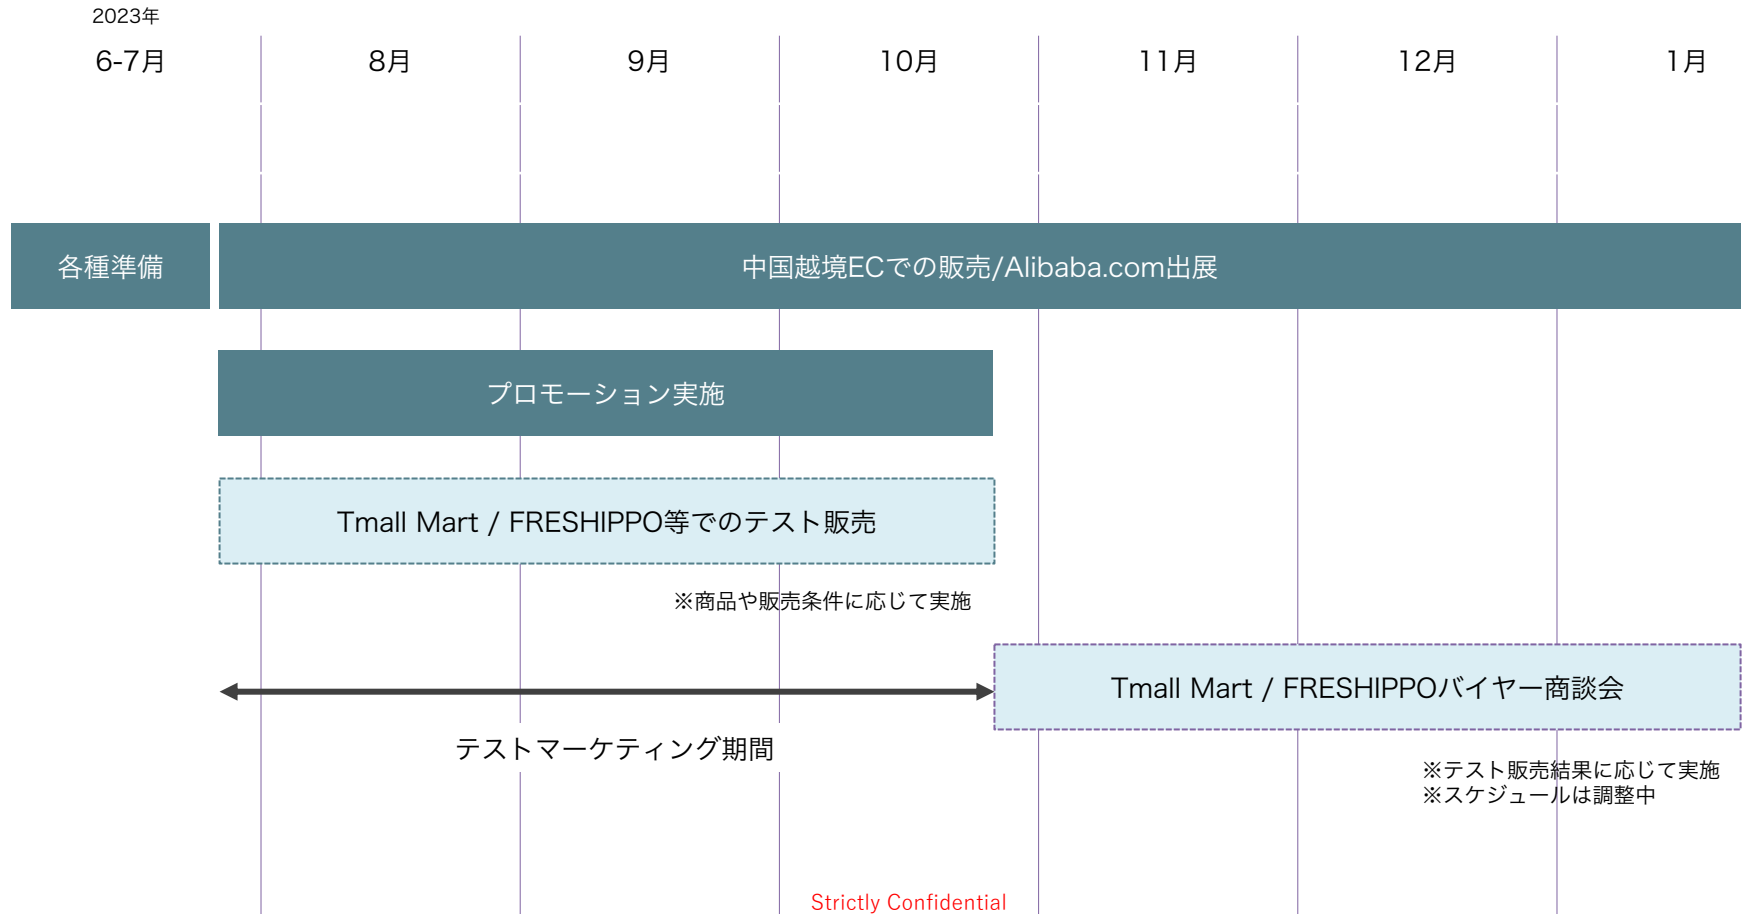 2023年
6-7月
8月
9月
10月
11月
12月
1月
各種準備
中国越境ECでの販売/Alibaba.com出展
プロモーション実施
Tmall Mart / FRESHIPPO等でのテスト販売
※商品や販売条件に応じて実施
Tmall Mart / FRESHIPPOバイヤー商談会
テストマーケティング期間
※テスト販売結果に応じて実施
※スケジュールは調整中
Strictly Confidential